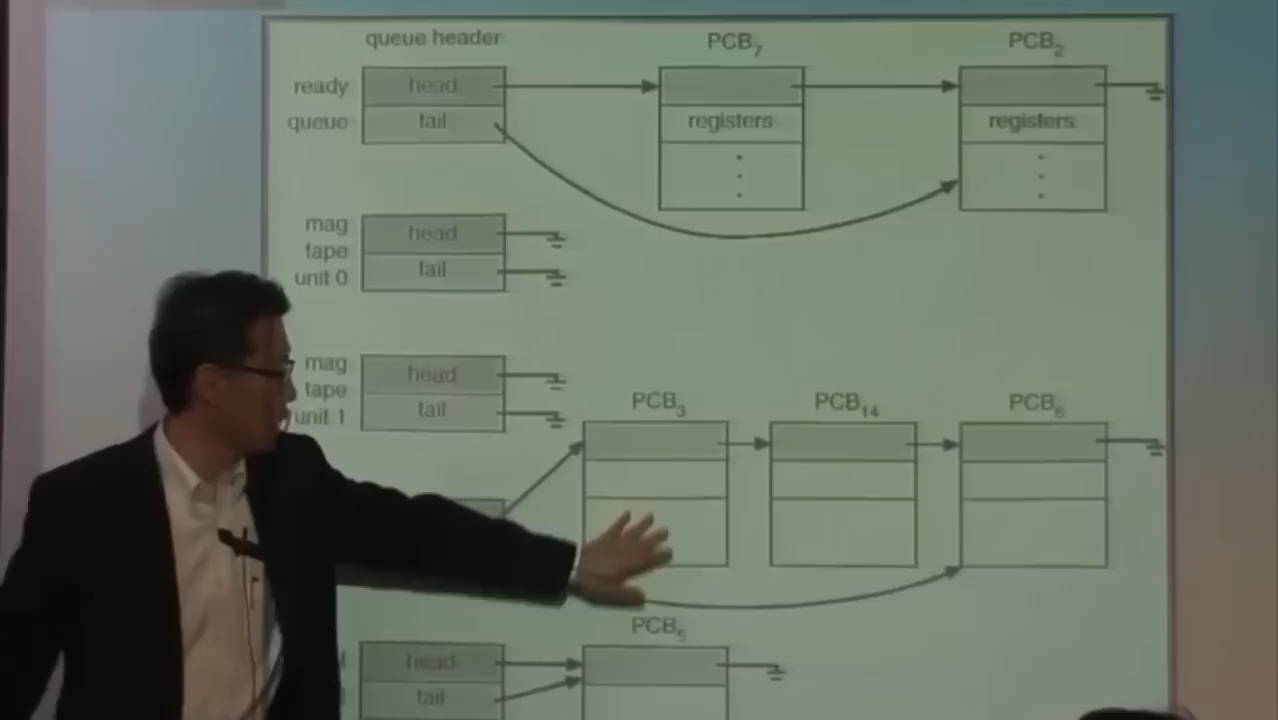 queue header
PCB7
PCB2
ready
queue
head
tail
registers
registers
mag
tape
unit 0
head
tail
mag
tape
unit 1
head
tail
PCB3
PCB14
PCB6
PCB5
head
tail